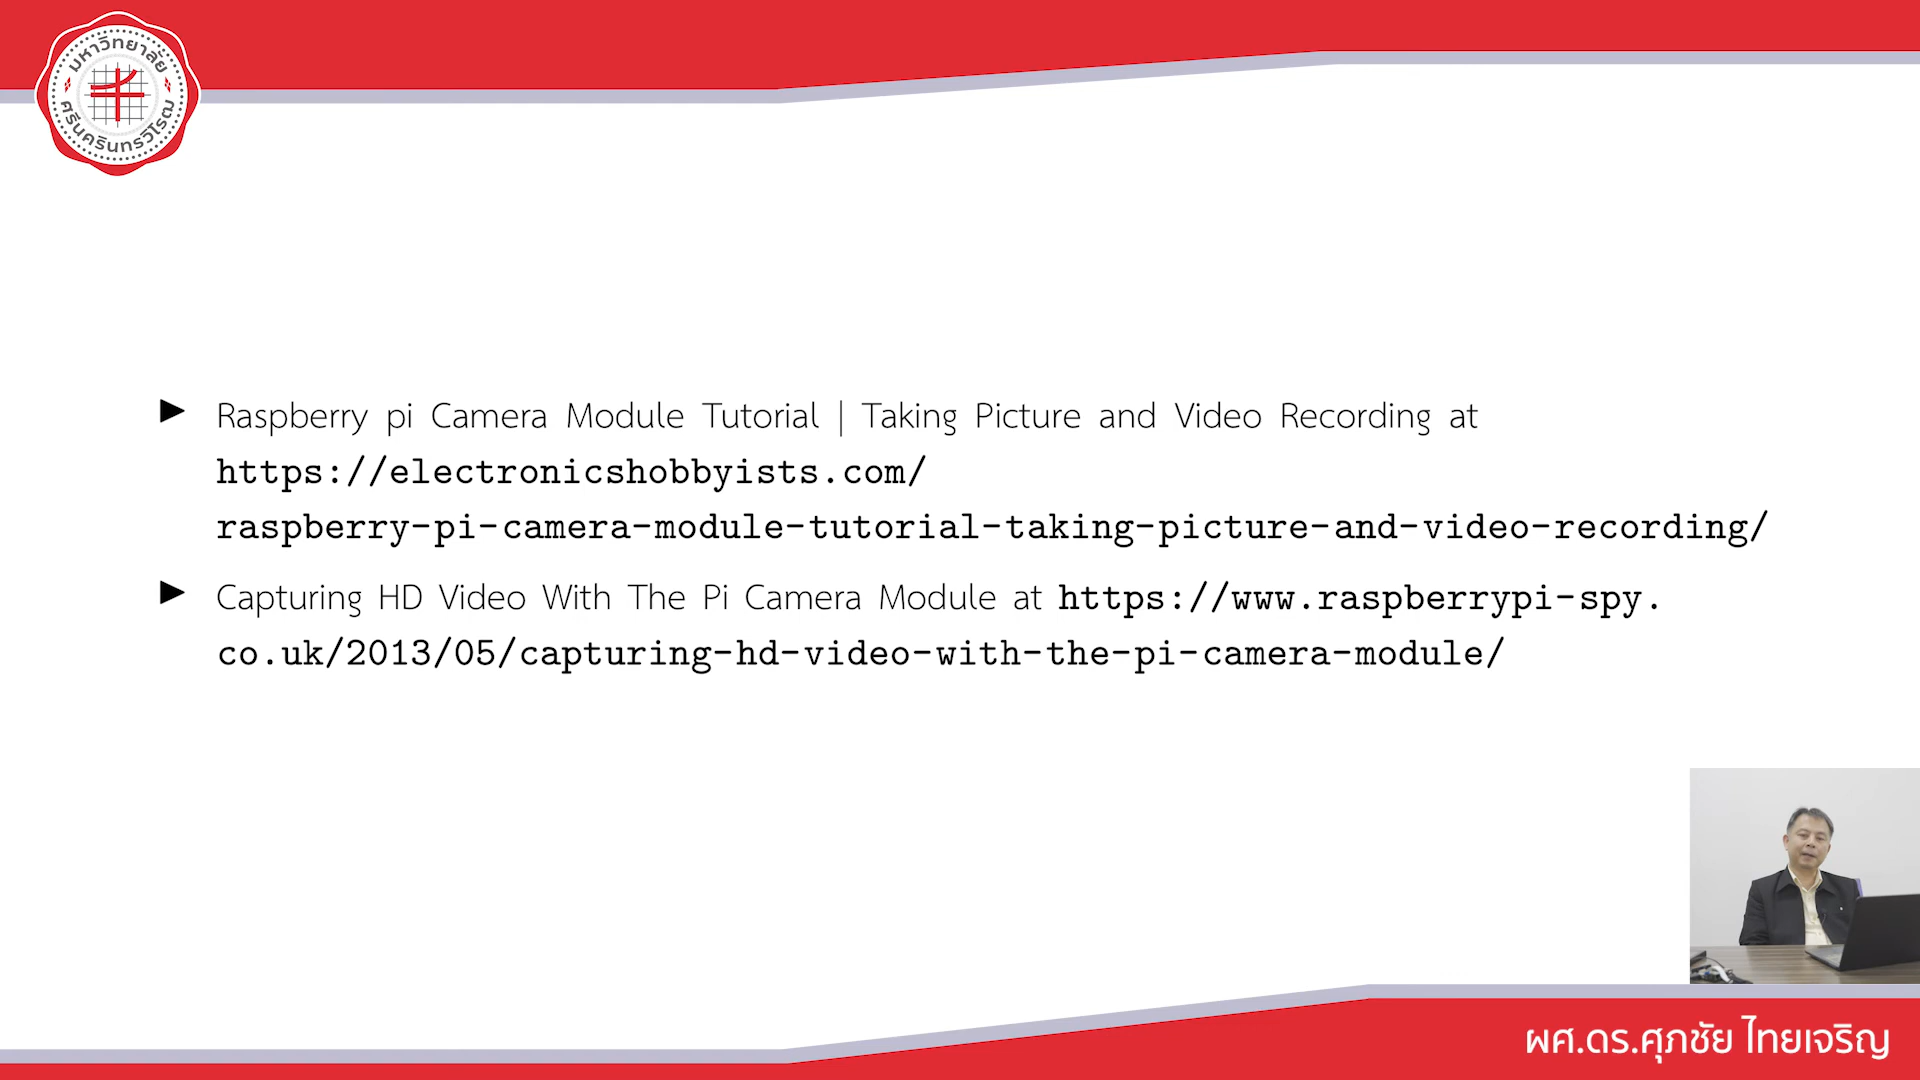 มหาวิทยาลัย
ศรีนครินทรวิโรฒ
Raspberry pi Camera Module Tutorial | Taking Picture and Video Recording at
https://electronicshobbyists.com/
raspberry-pi-camera-module-tutorial-taking-picture-and-video-recording/
Capturing HD Video With The Pi Camera Module at https://www.raspberrypi-spy.
co.uk/2013/05/capturing-hd-video-with-the-pi-camera-module/
ผศ.ดร.ศุภชัย ไทยเจริญ